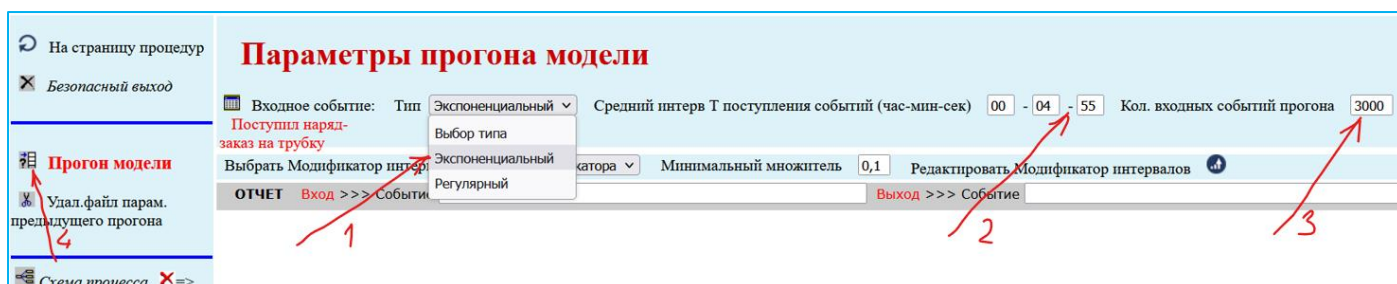 На страницу процедур
Безопасный выход
Прогон модели
Удал.файл парам.
предыдущего прогона
4
Схема процесса X =>
Параметры прогона модели
Входное событие: Тип Экспоненциальный Средний интерв Т поступления событий (час-мин-сек) 00 - 04 - 55 Кол. входных событий прогона 3000
Поступил наряд-
заказ на трубку
Выбор типа
Экспоненциальный
Регулярный
Выбрать Модификатор Минимальный множитель 0,1 Редактировать Модификатор интервалов
ОТЧЕТ Вход >>> Событие Выход >>> Событие
1
2
3